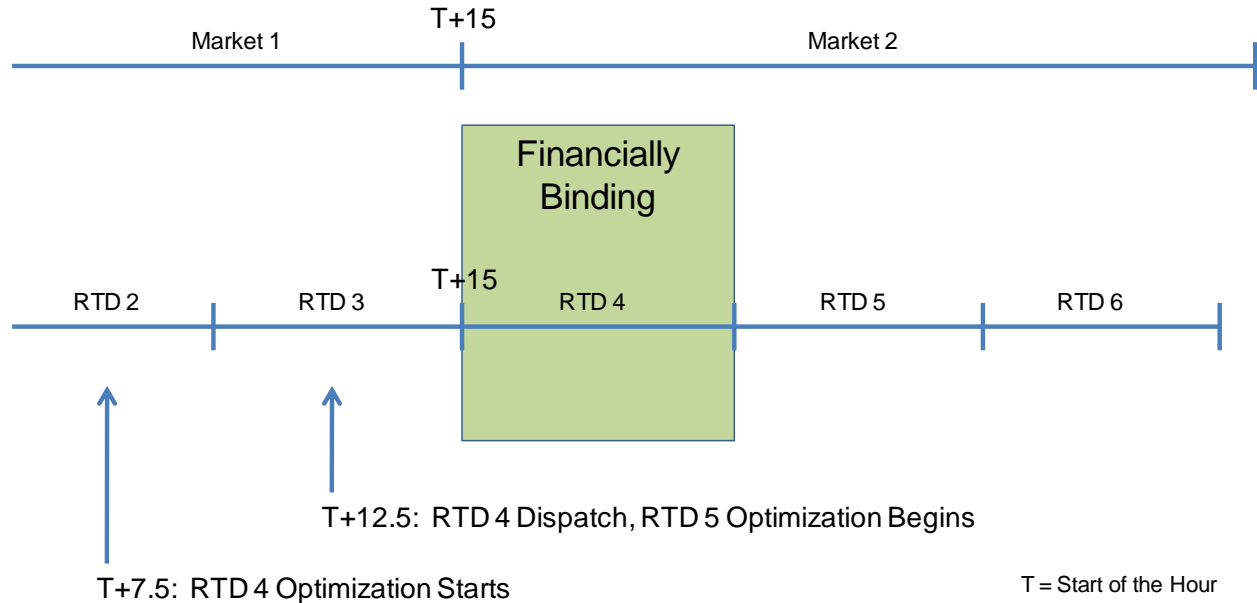 T+15
Market 1
Market 2
Financially
Binding
T+15
RTD 2
RTD 3
RTD 4
RTD 5
RTD 6
T+12.5: RTD 4 Dispatch, RTD 5 Optimization Begins
T+7.5: RTD 4 Optimization Starts
T = Start of the Hour